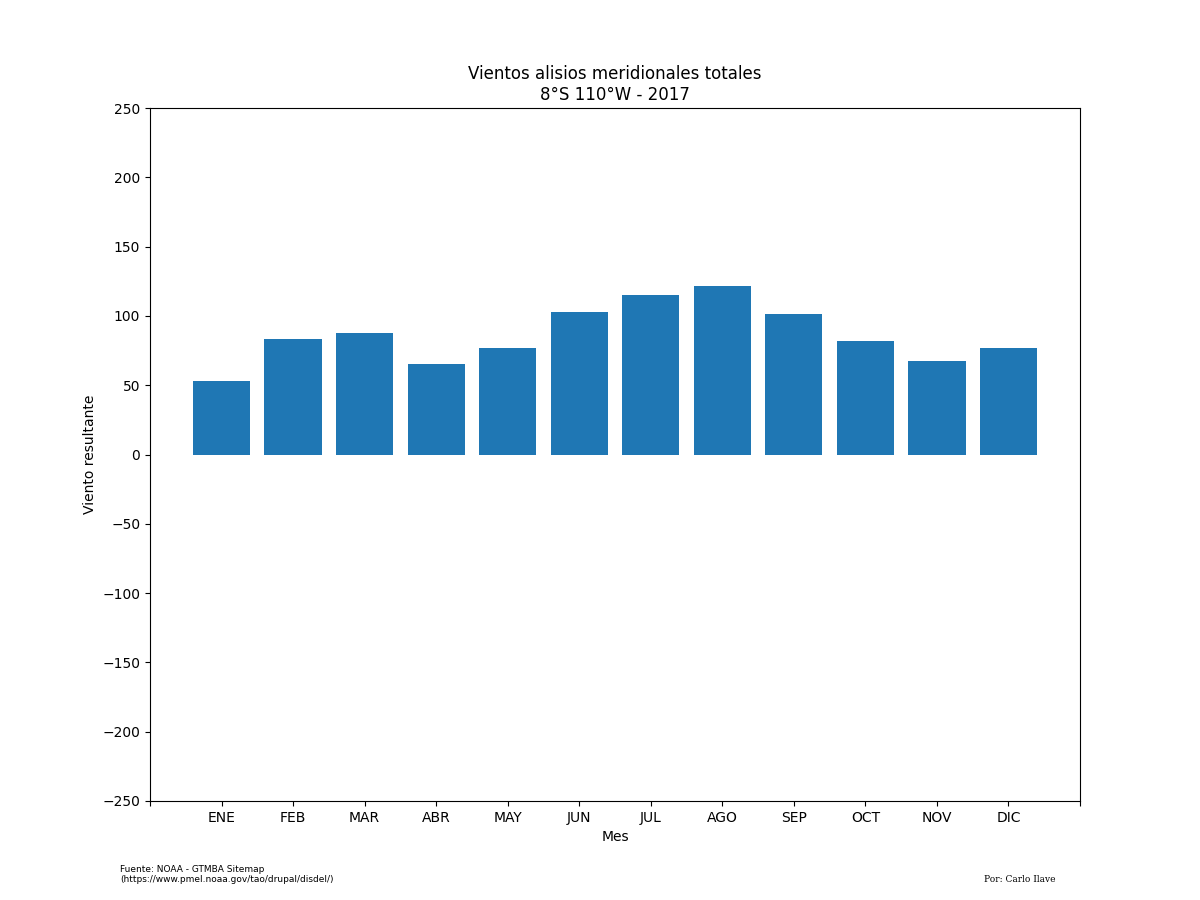 Vientos alisios meridionales totales
8°S 110°W - 2017
250
200
150
100
50
0
−50
−100
−150
−200
−250
Viento resultante
ENE FEB MAR ABR MAY JUN JUL AGO SEP OCT NOV DIC
Mes
Fuente: NOAA - GTMBA Sitemap
(https://www.pmel.noaa.gov/tao/drupal/disdel/)
Por: Carlo Ilave